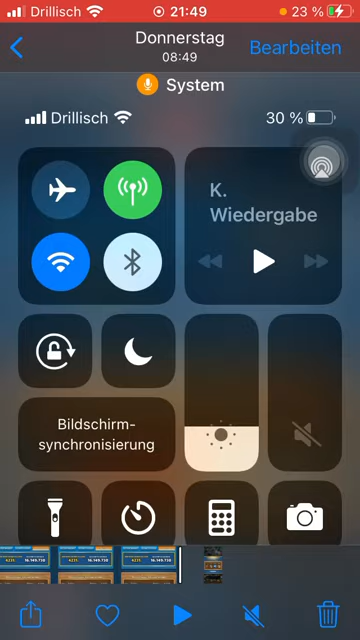 Drillisch 21:49 23 %
Donnerstag
08:49
Bearbeiten
System
Drillisch 30 %
K.
Wiedergabe
Bildschirm-
synchronisierung